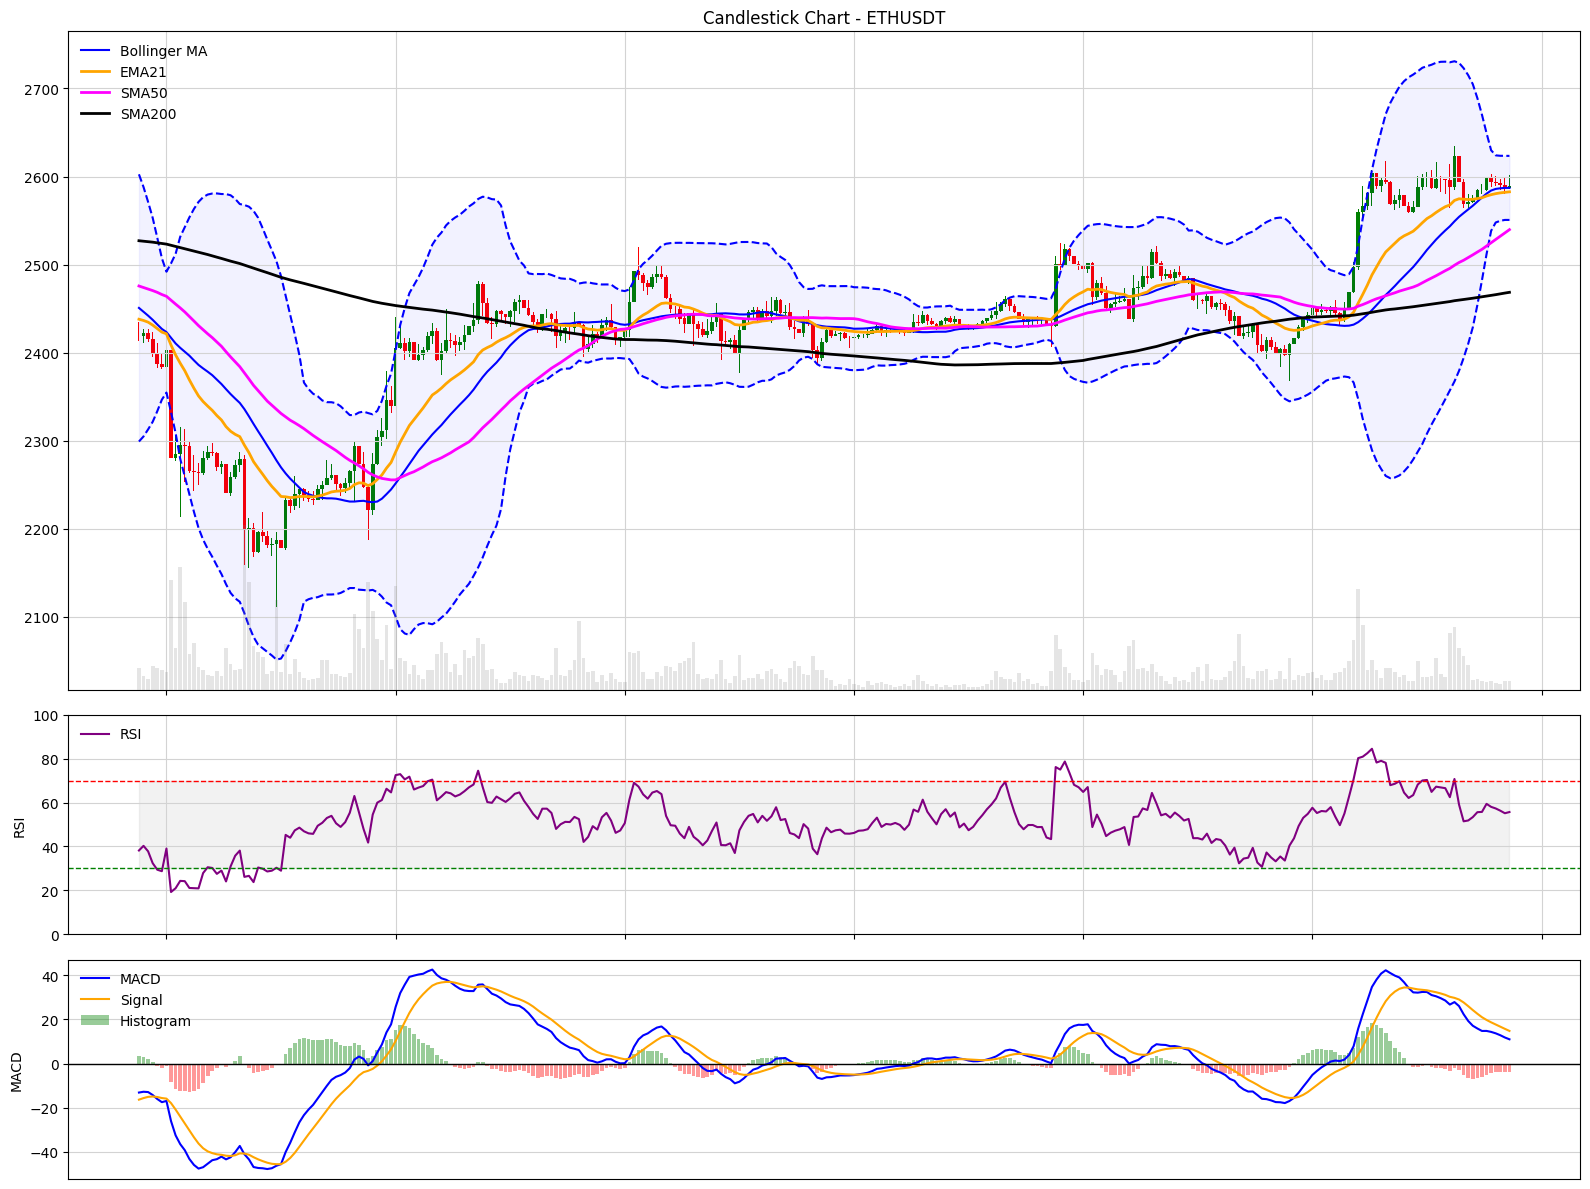 Candlestick Chart - ETHUSDT
Bollinger MA
EMA21
SMA50
SMA200
2700
2600
2500
2400
2300
2200
2100
RSI
100
80
60
40
20
0
RSI
MACD
Signal
Histogram
40
20
0
−20
−40
MACD